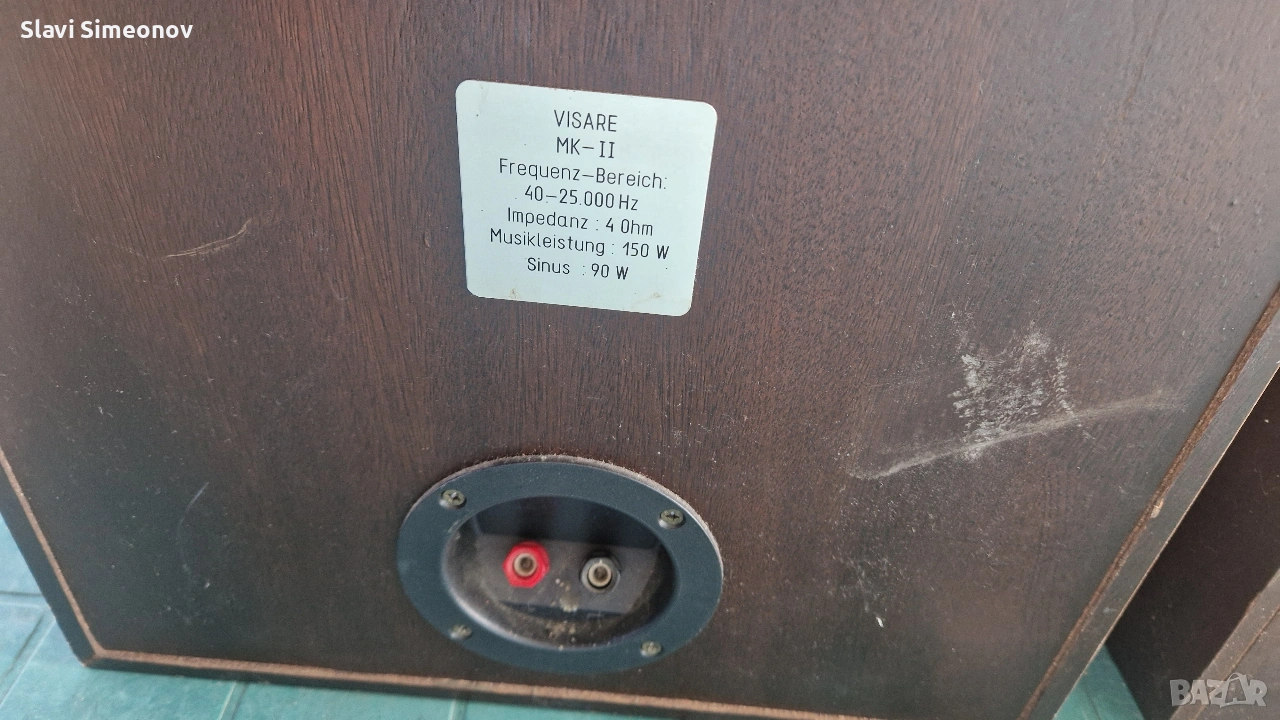 Slavi Simeonov
VISARE
MK-II
Frequenz-Bereich:
40-25.000 Hz
Impedanz : 4 Ohm
Musikleistung : 150 W
Sinus : 90 W
BAZAR